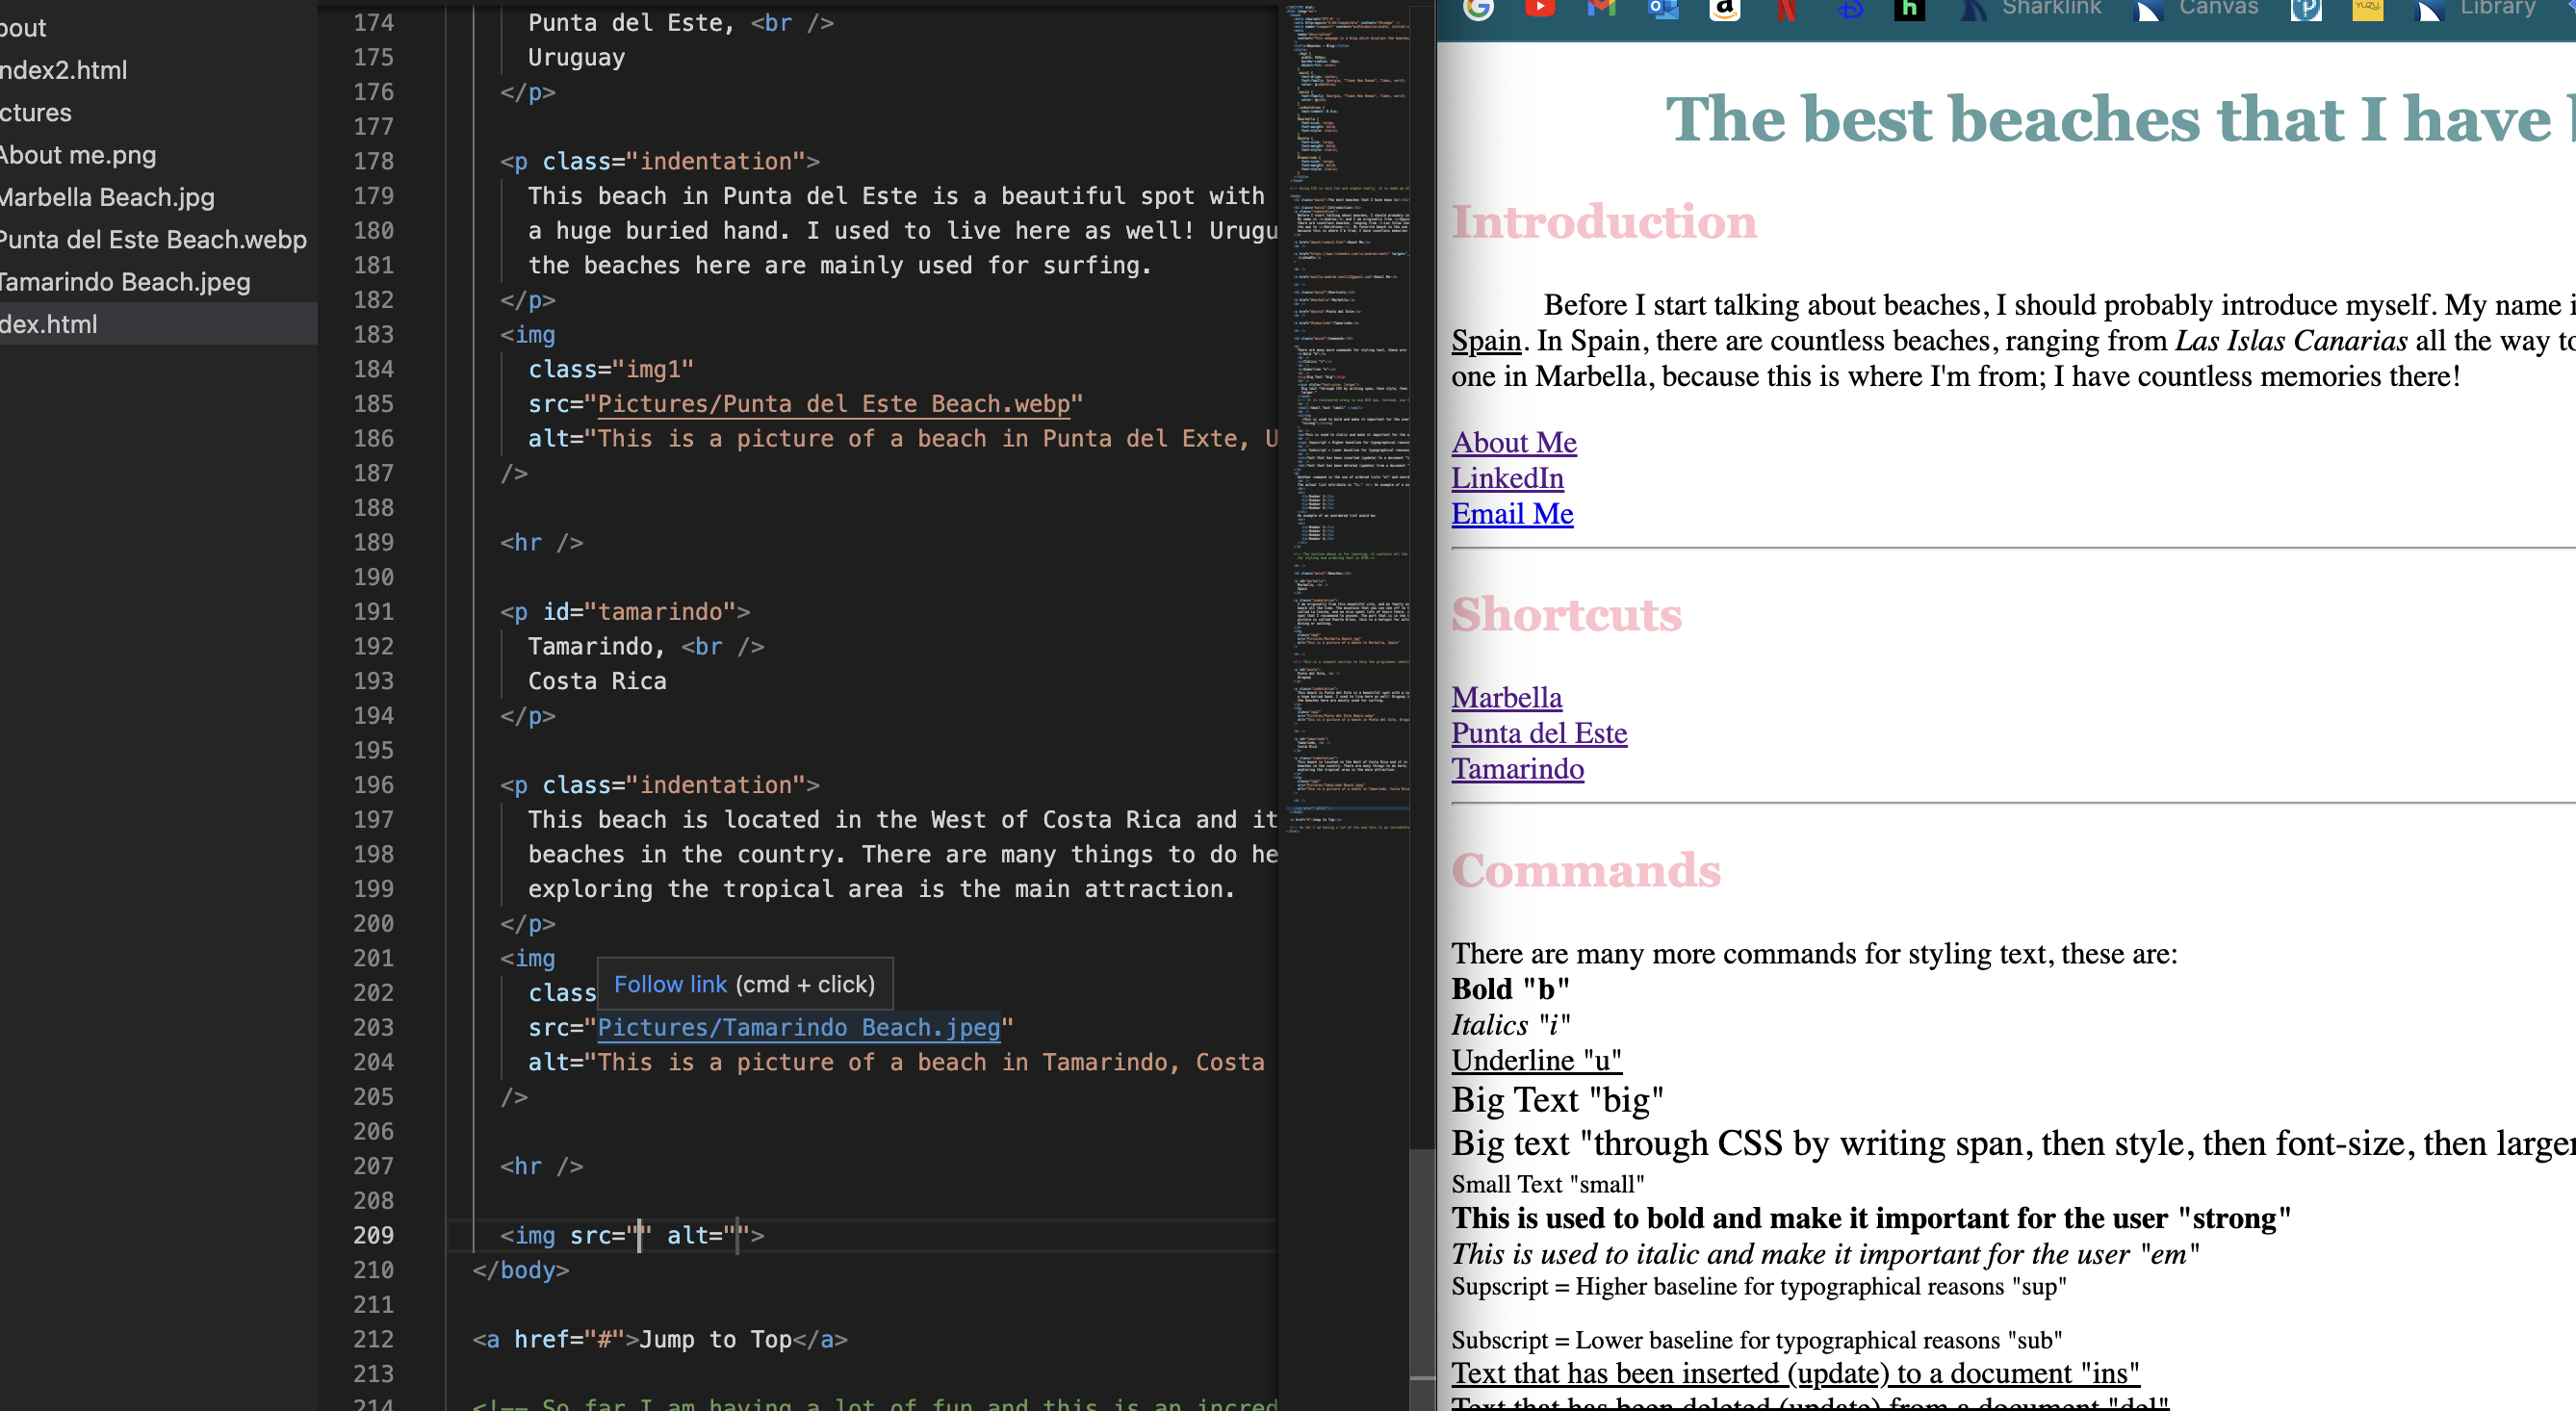 bout
ndex2.html
ctures
About me.png
Marbella Beach.jpg
Punta del Este Beach.webp
Tamarindo Beach.jpeg
dex.html
174 Punta del Este, <br />
175 Uruguay
176 </p>
177
178 <p class="indentation">
179 This beach in Punta del Este is a beautiful spot with
180 a huge buried hand. I used to live here as well! Urugu
181 the beaches here are mainly used for surfing.
182 </p>
183 <img
184 class="img1"
185 src="Pictures/Punta del Este Beach.webp"
186 alt="This is a picture of a beach in Punta del Exte, U
187 />
188
189 <hr />
190
191 <p id="tamarindo">
192 Tamarindo, <br />
193 Costa Rica
194 </p>
195
196 <p class="indentation">
197 This beach is located in the West of Costa Rica and it
198 beaches in the country. There are many things to do he
199 exploring the tropical area is the main attraction.
200 </p>
201 <img
Follow link (cmd + click)
202 class
203 src="Pictures/Tamarindo Beach.jpeg"
204 alt="This is a picture of a beach in Tamarindo, Costa
205 />
206
207 <hr />
208
209 <img src="" alt="">
210 </body>
211
212 <a href="#">Jump to Top</a>
213
214 <!-- So far I am having a lot of fun and this is an incred
Sharklink Canvas YUZU Library
The best beaches that I have
Introduction
Before I start talking about beaches, I should probably introduce myself. My name i
Spain. In Spain, there are countless beaches, ranging from Las Islas Canarias all the way to
one in Marbella, because this is where I'm from; I have countless memories there!
About Me
LinkedIn
Email Me
Shortcuts
Marbella
Punta del Este
Tamarindo
Commands
There are many more commands for styling text, these are:
Bold "b"
Italics "i"
Underline "u"
Big Text "big"
Big text "through CSS by writing span, then style, then font-size, then larger
Small Text "small"
This is used to bold and make it important for the user "strong"
This is used to italic and make it important for the user "em"
Supscript = Higher baseline for typographical reasons "sup"
Subscript = Lower baseline for typographical reasons "sub"
Text that has been inserted (update) to a document "ins"
Text that has been deleted (update) from a document "del"